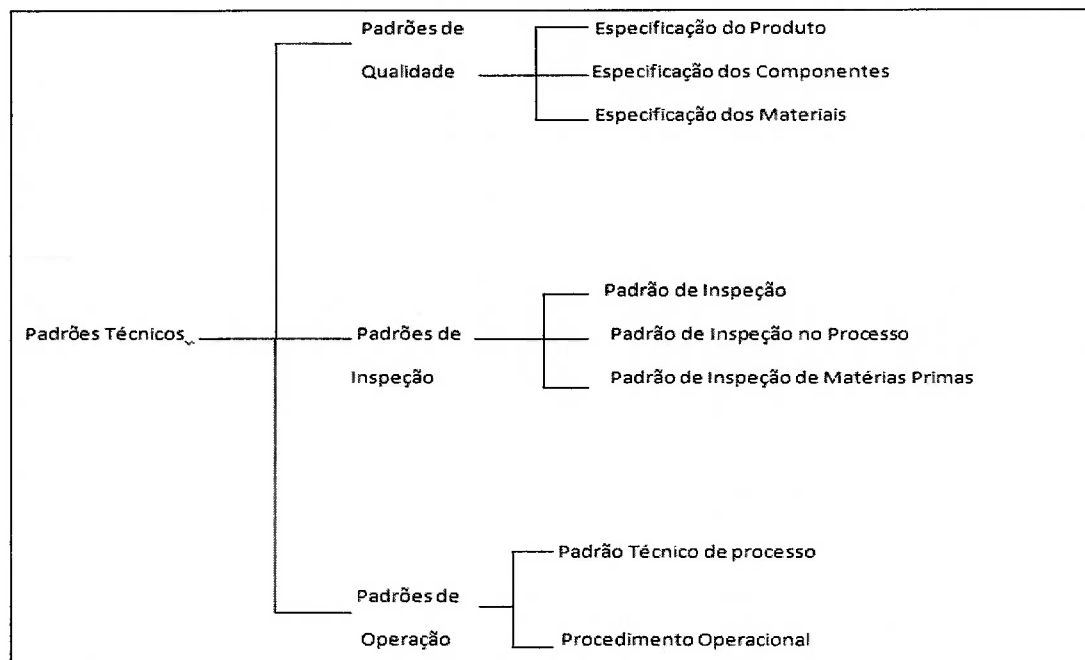 Padrões de
Qualidade
Especificação do Produto
Especificação dos Componentes
Especificação dos Materiais
Padrões Técnicos
Padrões de
Inspeção
Padrão de Inspeção
Padrão de Inspeção no Processo
Padrão de Inspeção de Matérias Primas
Padrões de
Operação
Padrão Técnico de processo
Procedimento Operacional